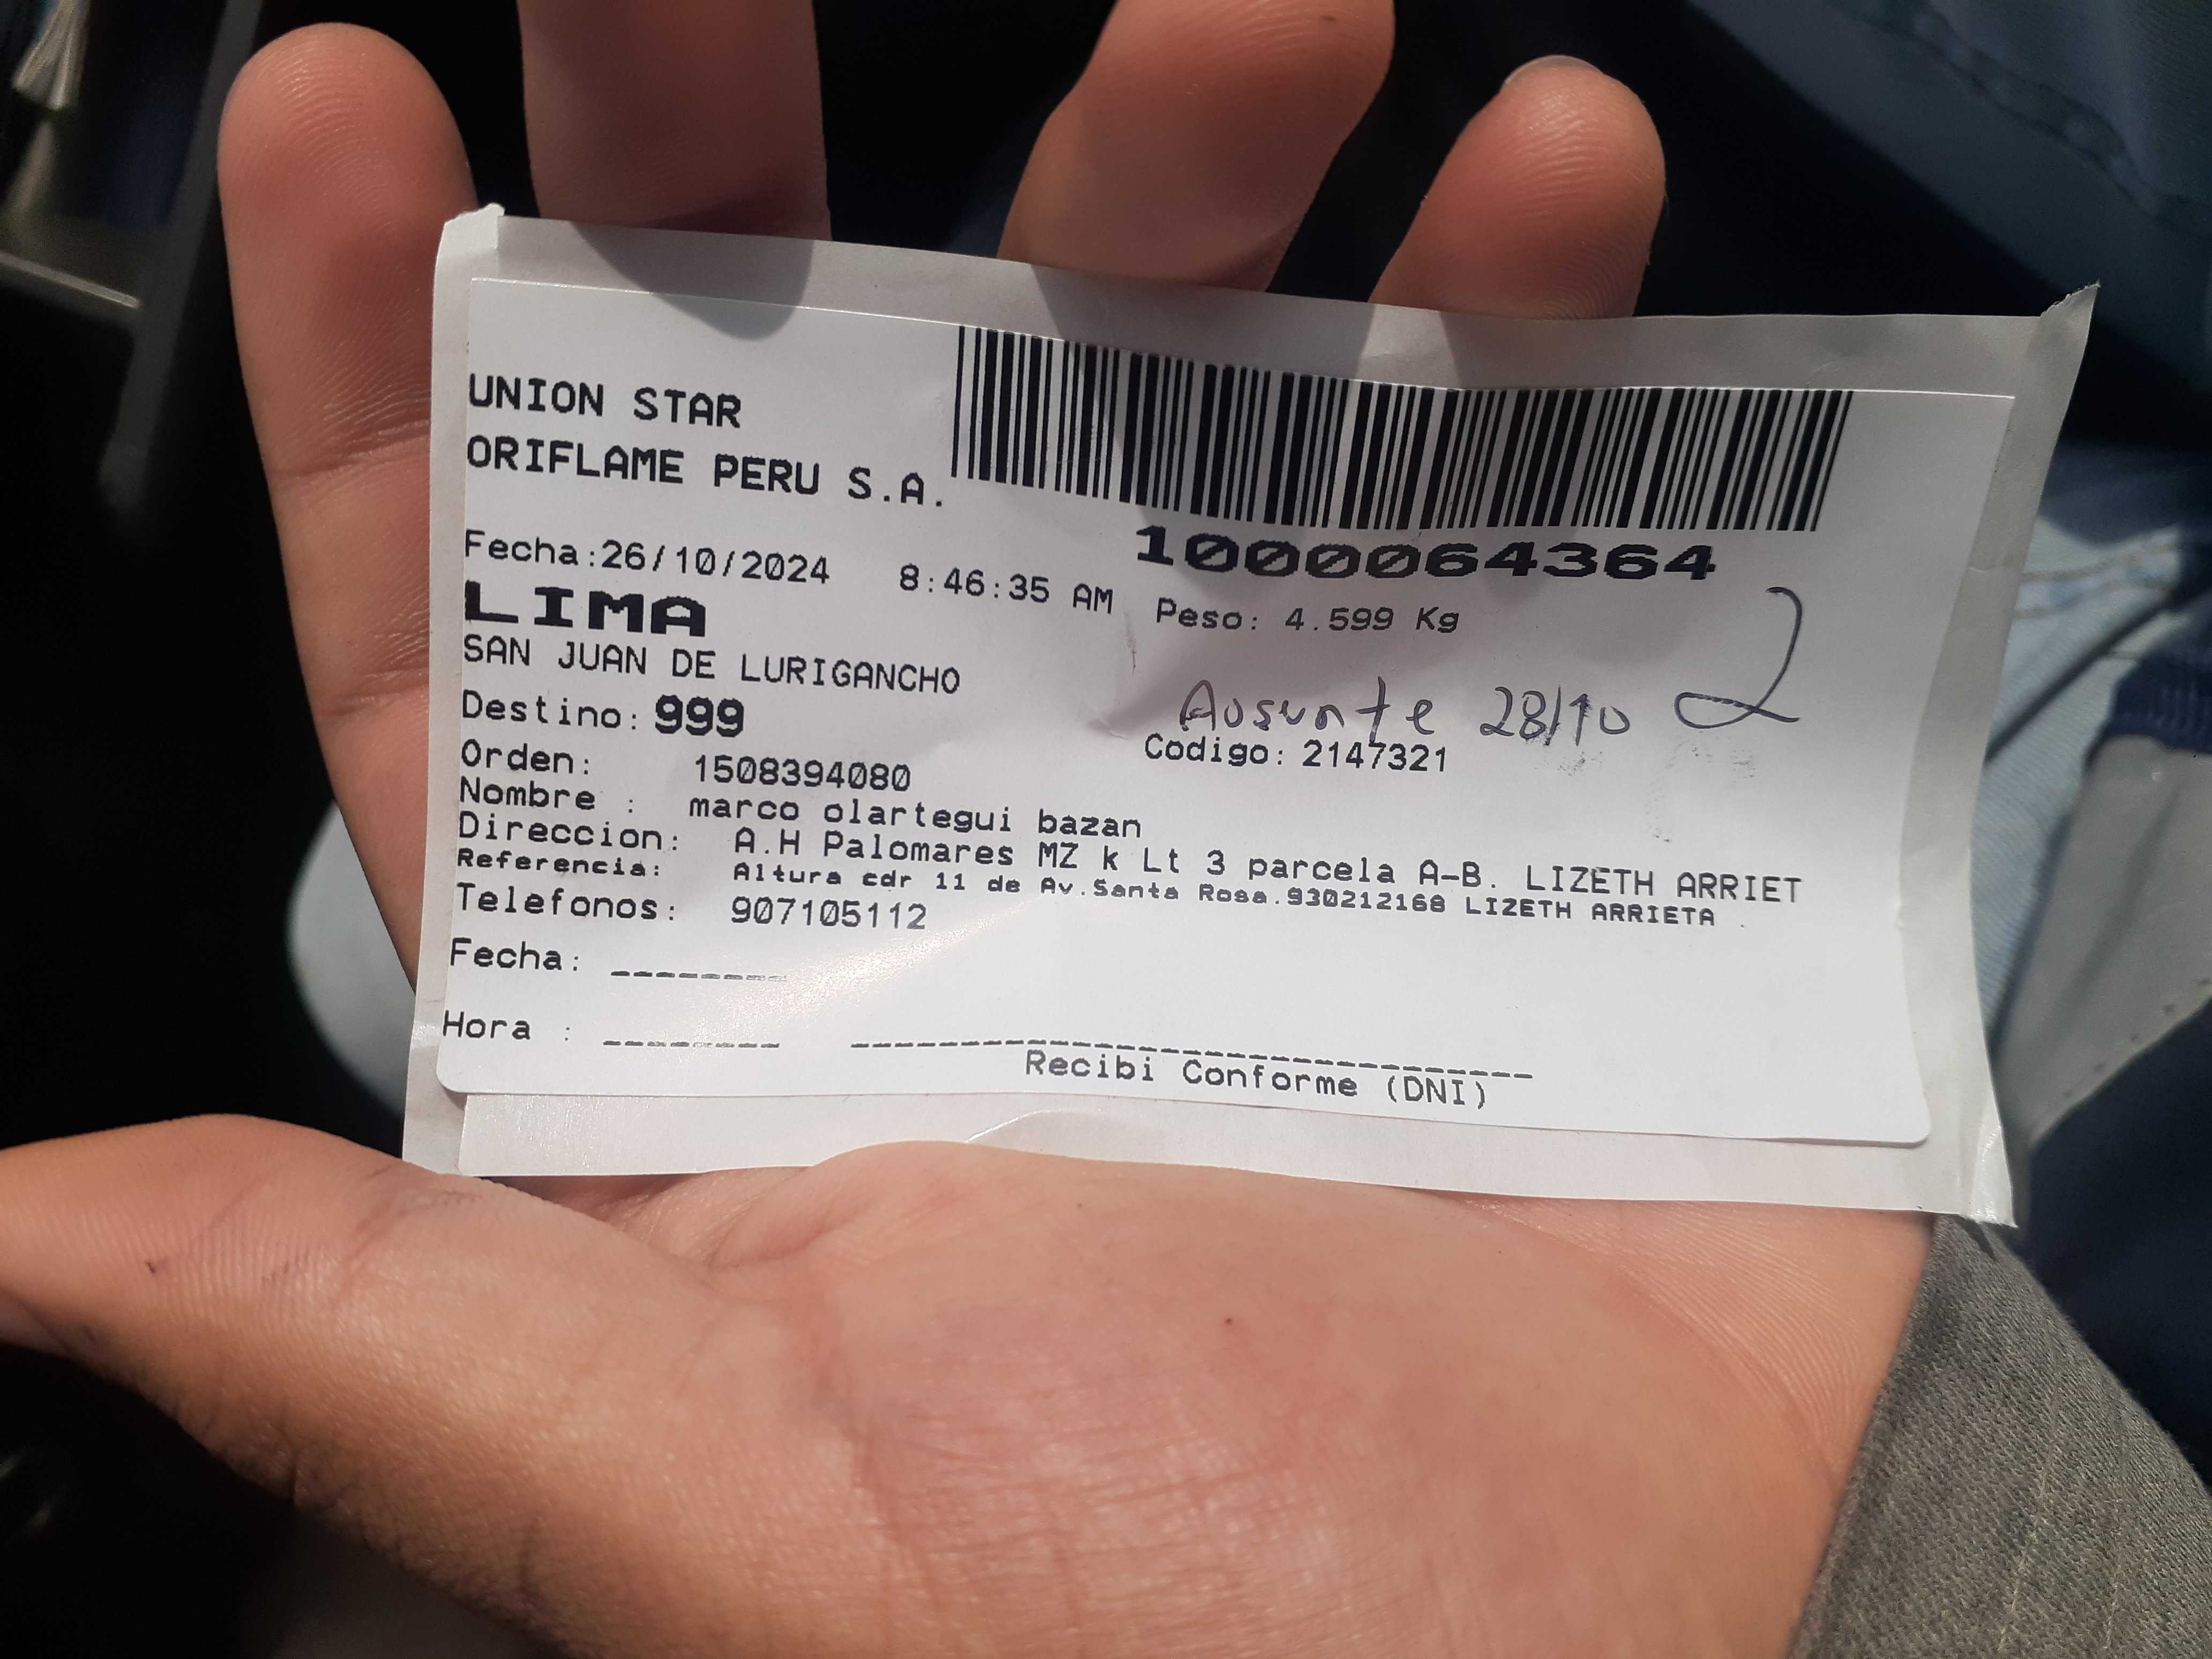 UNION STAR
ORIFLAME PERU S.A.
1000064364
Fecha:26/10/2024 8:46:35 AM Peso: 4.599 Kg
LIMA
SAN JUAN DE LURIGANCHO
2
Destino: 999 Ausente 28/10
Codigo: 2147321
Orden: 1508394080
Nombre : marco olartegui bazan
Direccion: A.H Palomares MZ k Lt 3 parcela A-B. LIZETH ARRIET
Referencia: Altura cdr 11 de Av.Santa Rosa.930212168 LIZETH ARRIETA .
Telefonos: 907105112
Fecha: ________
Hora : ________
Recibi Conforme (DNI)